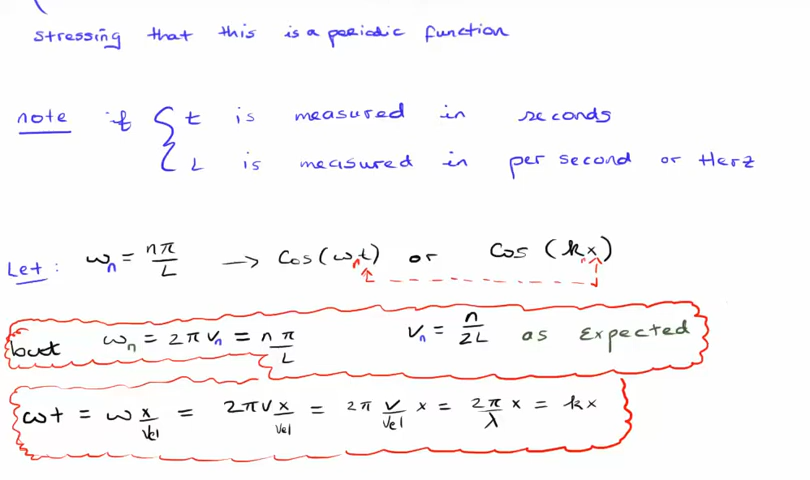 stressing that this is a periodic function
note if { t is measured in seconds
L is measured in per second or Herz
Let : ωₙ = nπ/L → Cos(ωₙt) or Cos (kₙx)
but ωₙ = 2πνₙ = nπ/L νₙ = n/2L as Expected
ωt = ω x/vel = 2πν x/vel = 2π ν/vel x = 2π/λ x = kx